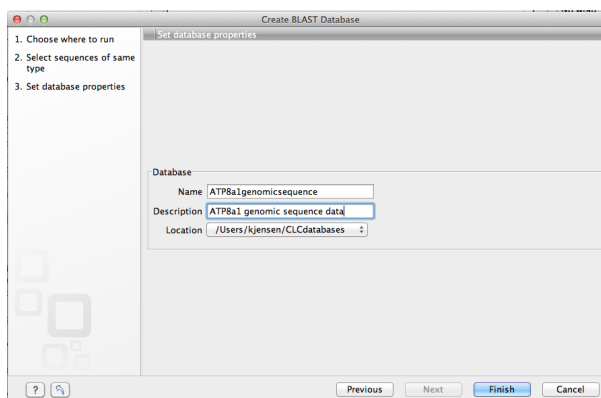 Create BLAST Database
1. Choose where to run
2. Select sequences of same
type
3. Set database properties
Set database properties
Database
Name ATP8a1genomicsequence
Description ATP8a1 genomic sequence data
Location /Users/kjensen/CLCdatabases
?
Previous Next Finish Cancel